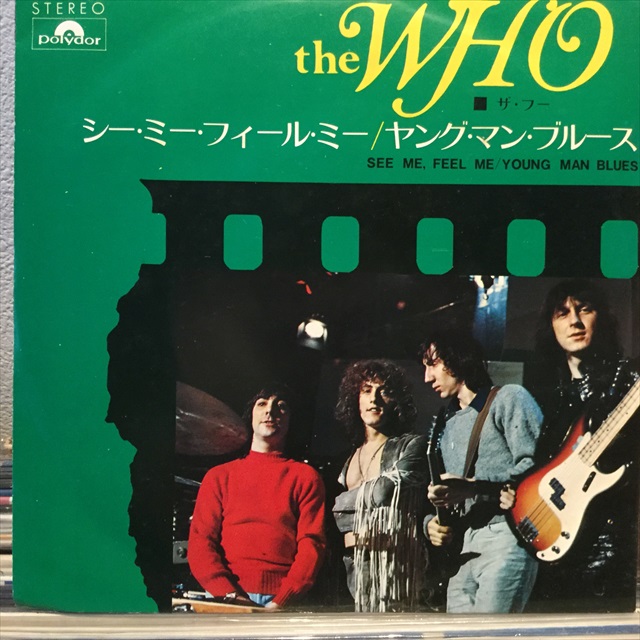 STEREO
polydor
the WHO
■ ザ・フー
シー・ミー・フィール・ミー/ヤング・マン・ブルース
SEE ME, FEEL ME/YOUNG MAN BLUES